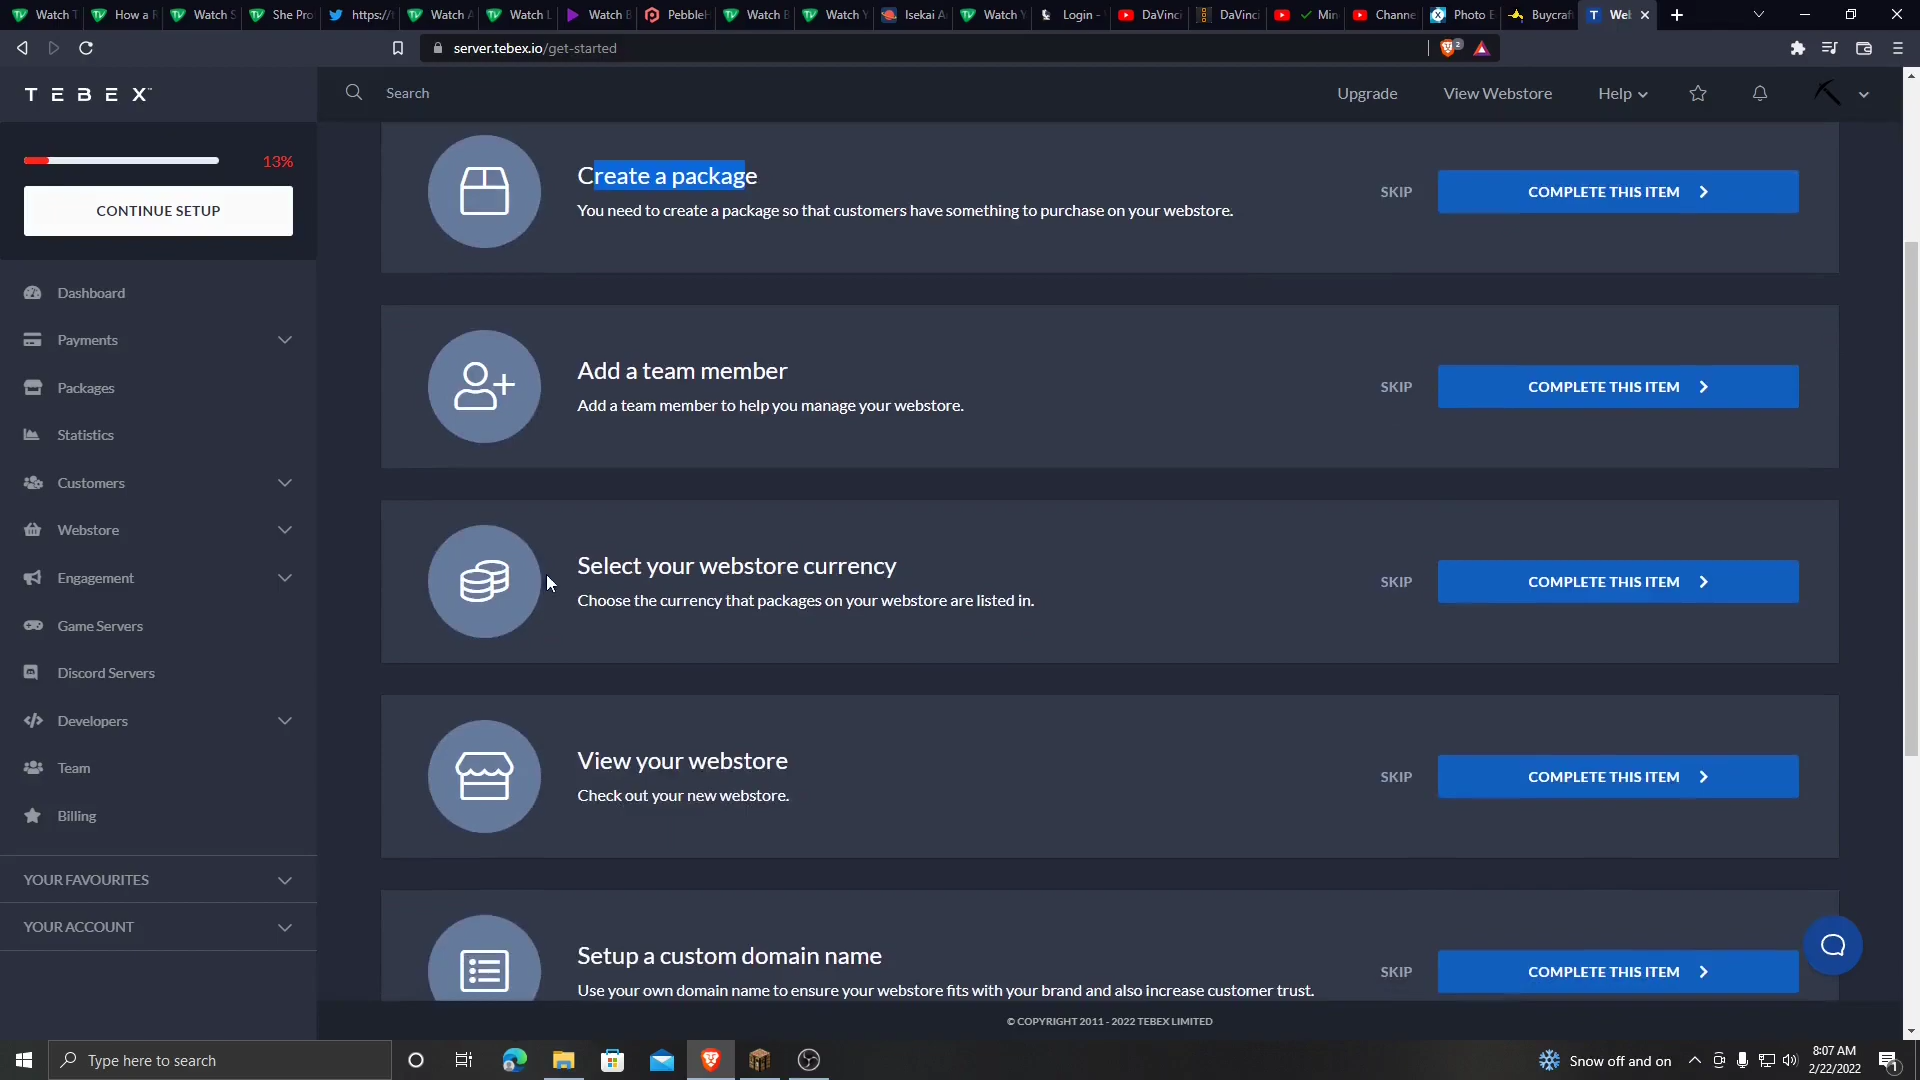 Watch T
How a R
Watch S
She Pro
https://t
Watch A
Watch L
Watch B
PebbleH
Watch B
Watch Y
Isekai A
Watch Y
Login -
DaVinci
DaVinci
Min
Channe
Photo E
Buycraft
Web
server.tebex.io/get-started
2
TEBEX™
Search
Upgrade
View Webstore
Help
13%
CONTINUE SETUP
Dashboard
Payments
Packages
Statistics
Customers
Webstore
Engagement
Game Servers
Discord Servers
Developers
Team
Billing
YOUR FAVOURITES
YOUR ACCOUNT
Create a package
You need to create a package so that customers have something to purchase on your webstore.
SKIP
COMPLETE THIS ITEM
Add a team member
Add a team member to help you manage your webstore.
SKIP
COMPLETE THIS ITEM
Select your webstore currency
Choose the currency that packages on your webstore are listed in.
SKIP
COMPLETE THIS ITEM
View your webstore
Check out your new webstore.
SKIP
COMPLETE THIS ITEM
Setup a custom domain name
Use your own domain name to ensure your webstore fits with your brand and also increase customer trust.
SKIP
COMPLETE THIS ITEM
© COPYRIGHT 2011 - 2022 TEBEX LIMITED
Type here to search
Snow off and on
8:07 AM
2/22/2022
1